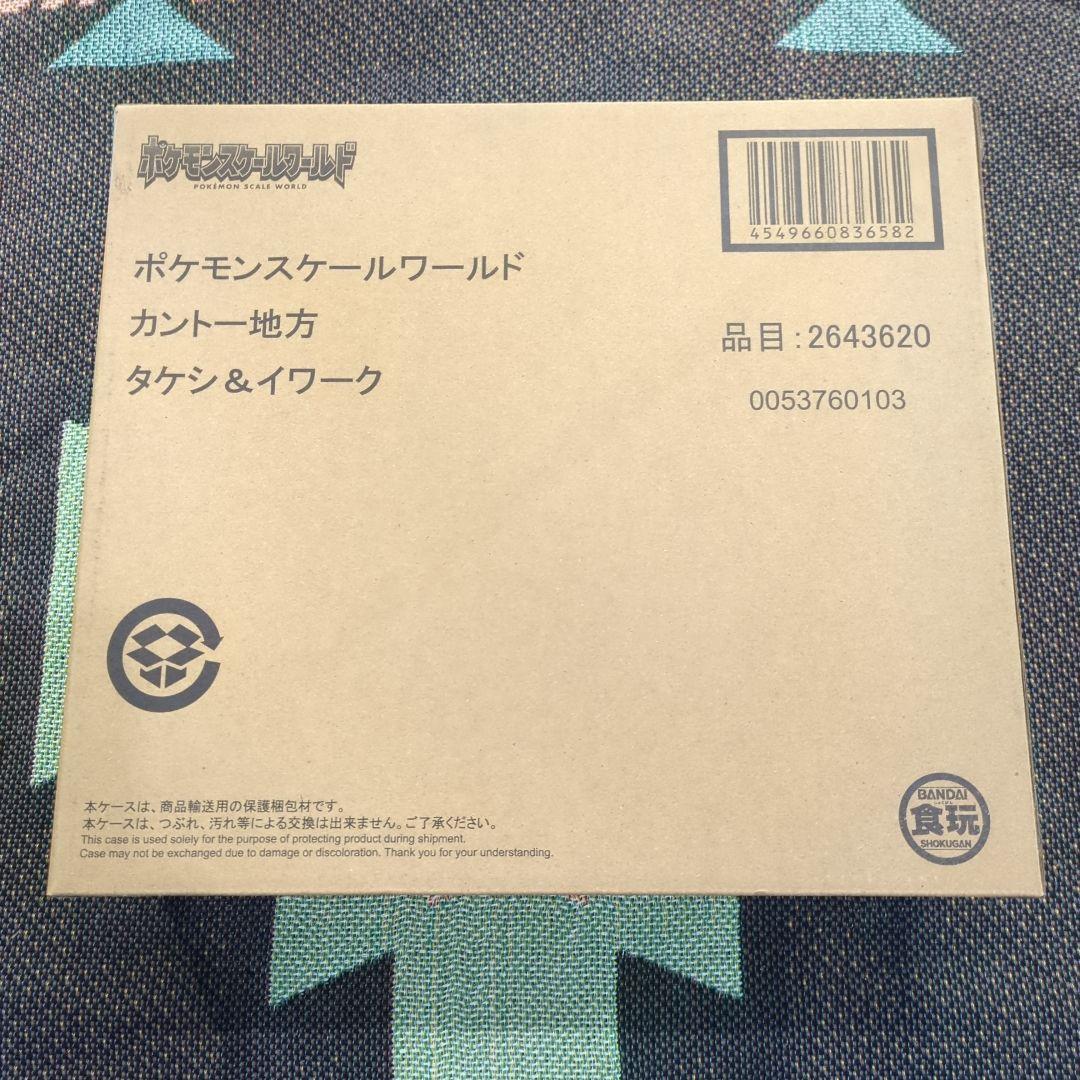 ポケモンスケールワールド
POKÉMON SCALE WORLD
4549660836582
ポケモンスケールワールド
カントー地方
タケシ&イワーク
品目:2643620
0053760103
本ケースは、商品輸送用の保護梱包材です。
本ケースは、つぶれ、汚れ等による交換は出来ません。ご了承ください。
This case is used solely for the purpose of protecting product during shipment.
Case may not be exchanged due to damage or discoloration. Thank you for your understanding.
BANDAI
しょくがん
食玩
SHOKUGAN